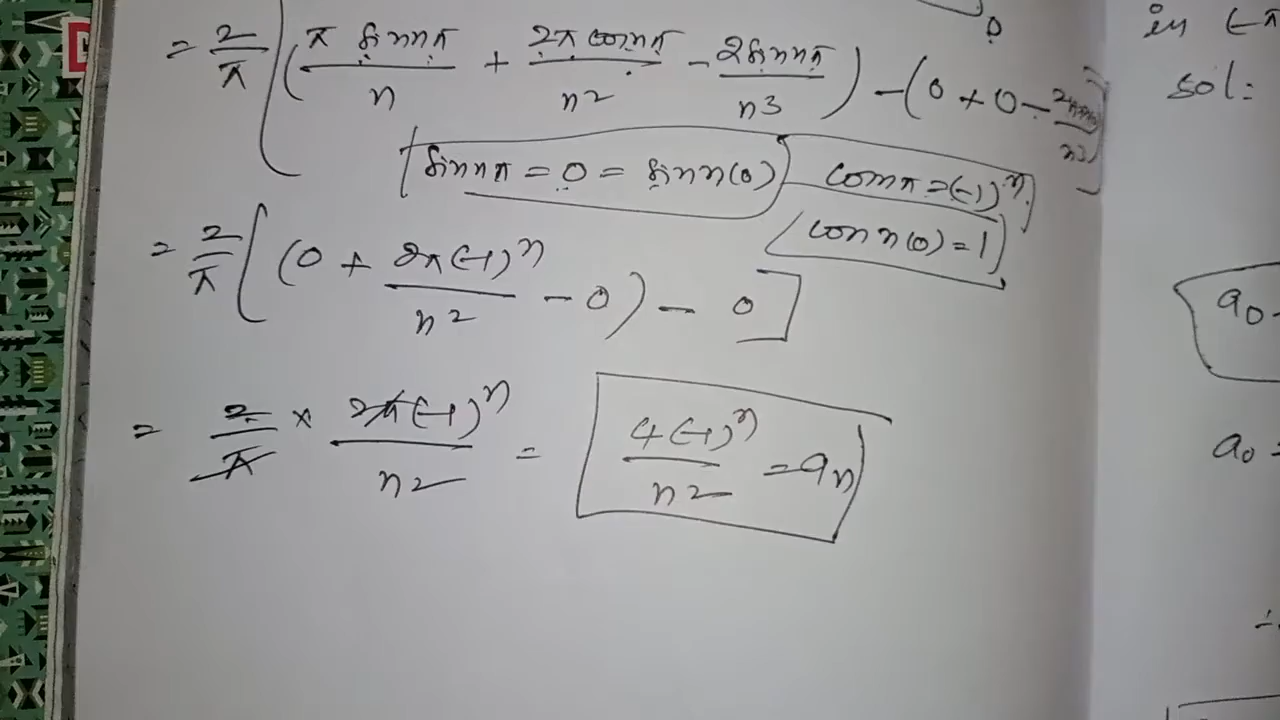 = 2/π [ (π sin nπ / n + 2π cos nπ / n2 - 2 sin nπ / n3 ) - (0 + 0 -
[sin nπ = 0 = sin n(0)] cos nπ = (-1)^n
cos n(0) = 1
= 2/π [ (0 + 2π(-1)^n / n2 - 0) - 0 ]
= 2/π × 2π(-1)^n / n2 = 4(-1)^n / n2 = an
in (-π
sol:
a0
a0 =